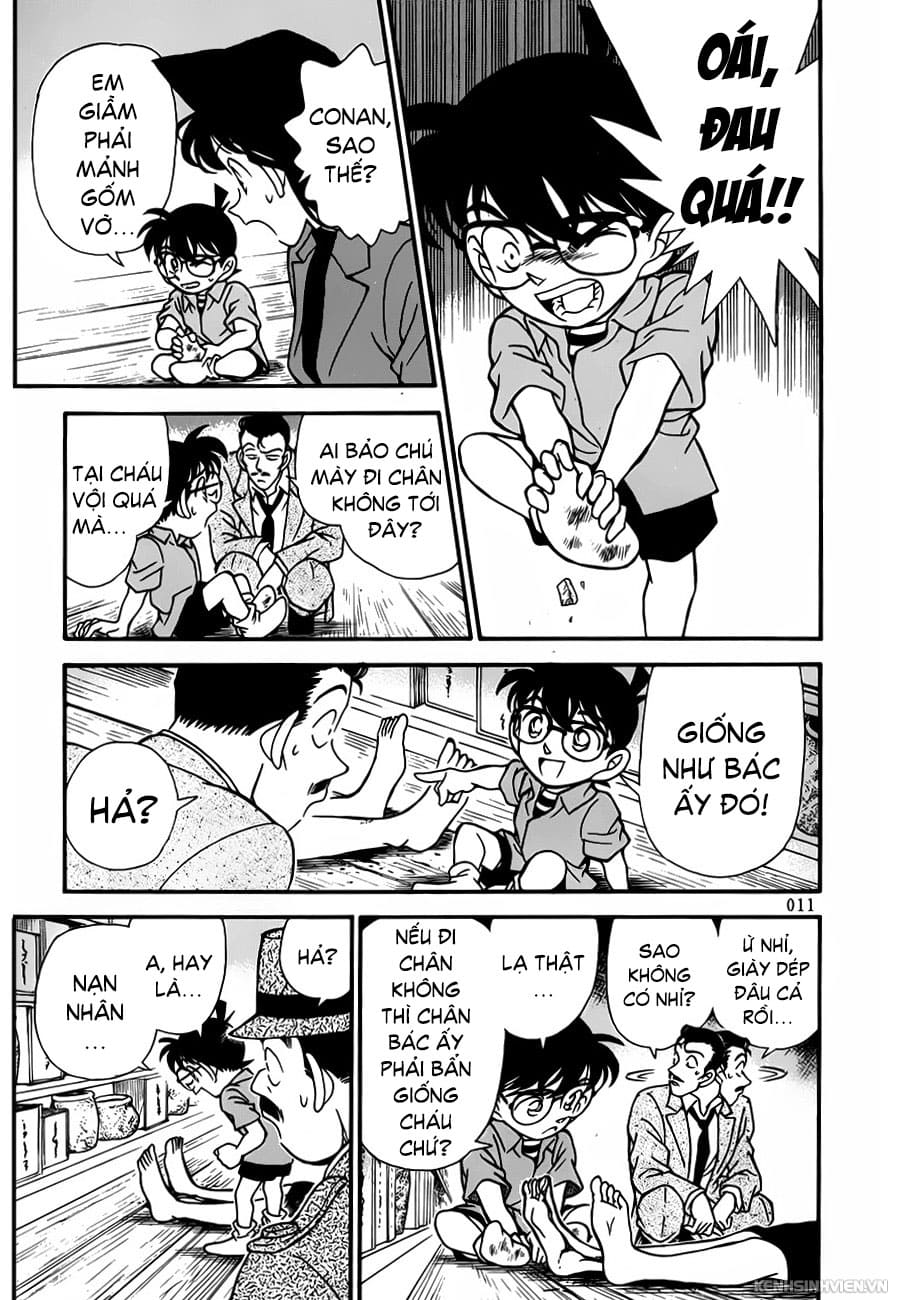 OÁI,
ĐAU
QUÁ!!
CONAN,
SAO
THẾ?
EM
GIẦM
PHẢI
MẢNH
GỐM
VỠ...
AI BẢO CHÚ
MÀY ĐI CHÂN
KHÔNG TỚI
ĐÂY?
TẠI CHÁU
VỘI QUÁ
MÀ...
GIỐNG
NHƯ BÁC
ẤY ĐÓ!
HẢ?
011
Ừ NHỈ,
GIÀY DÉP
ĐÂU CẢ
RỒI...
SAO
KHÔNG
CÓ NHỈ?
LẠ THẬT
...
NẾU ĐI
CHÂN
KHÔNG
THÌ CHÂN
BÁC ẤY
PHẢI BẨN
GIỐNG
CHÁU
CHỨ?
HẢ?
A, HAY
LÀ...
NẠN
NHÂN
...
KENHSINHVIEN.VN